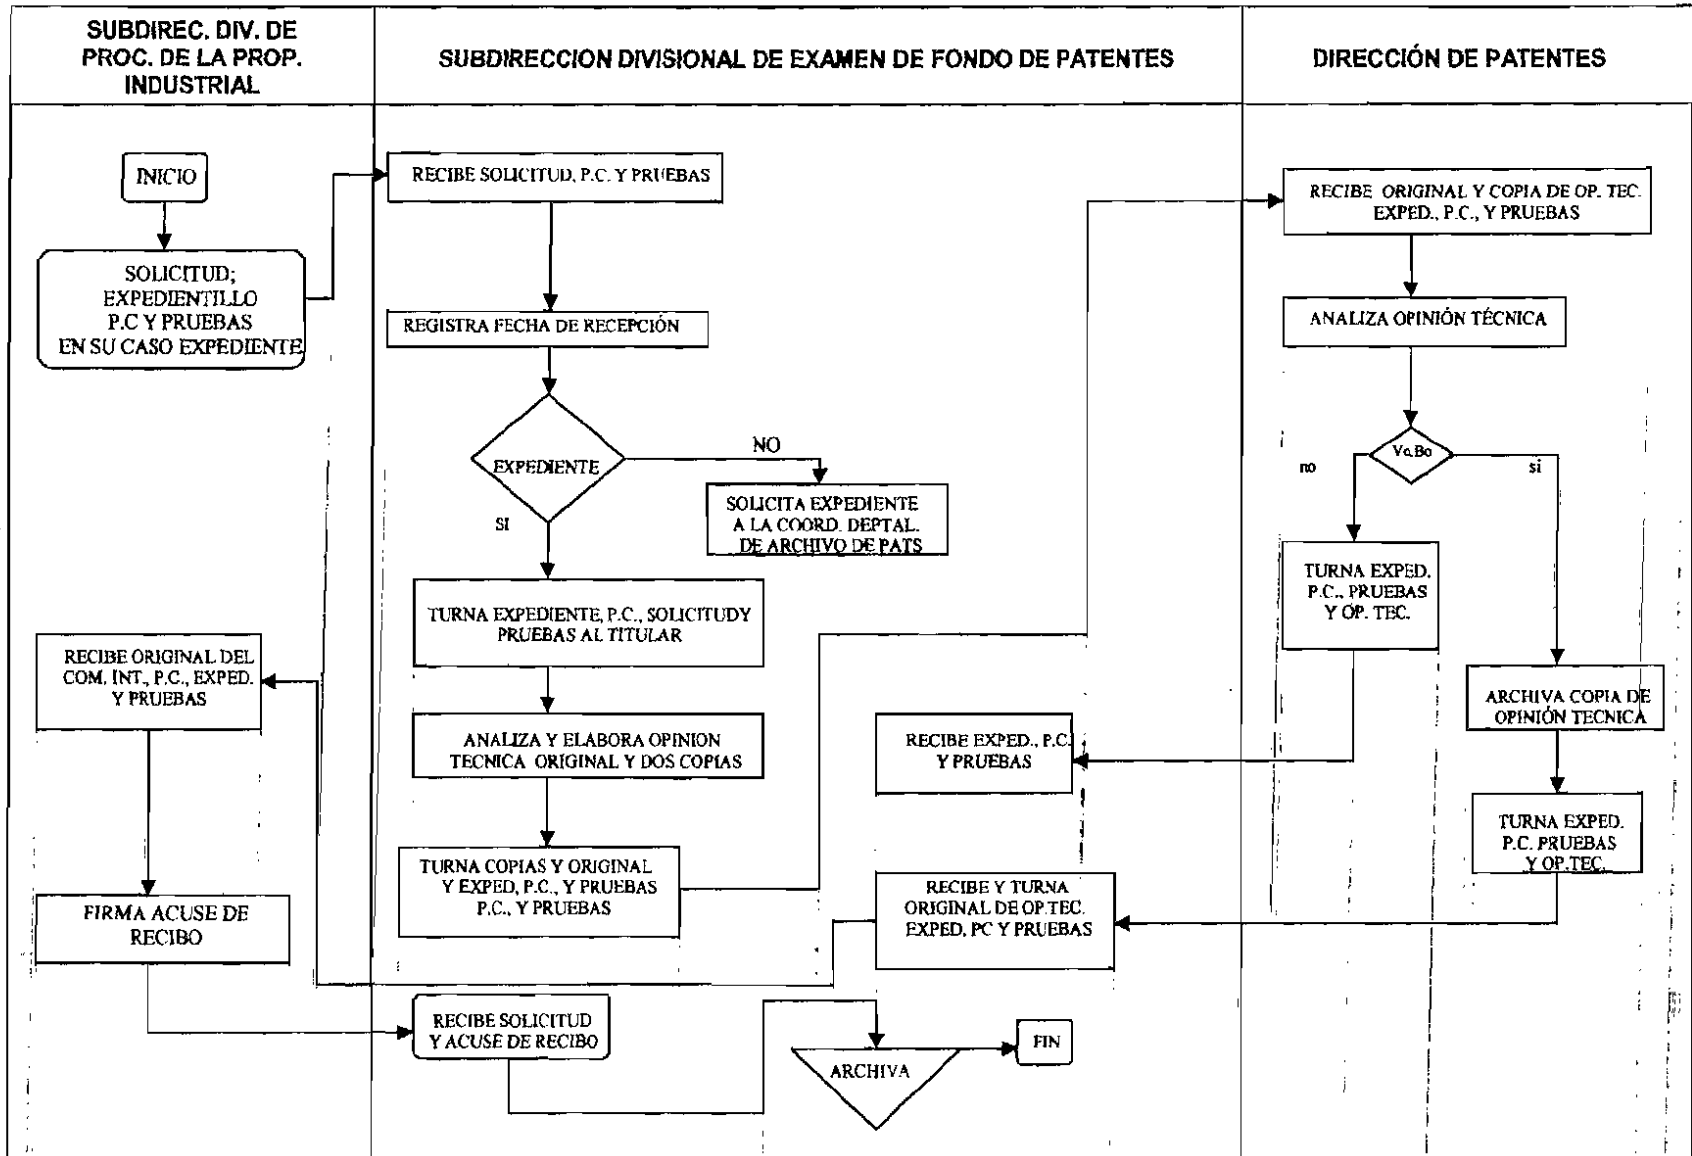 SUBDIREC. DIV. DE
PROC. DE LA PROP.
INDUSTRIAL
SUBDIRECCION DIVISIONAL DE EXAMEN DE FONDO DE PATENTES
DIRECCIÓN DE PATENTES
INICIO
SOLICITUD;
EXPEDIENTILLO
P.C Y PRUEBAS
EN SU CASO EXPEDIENTE
RECIBE ORIGINAL DEL
COM. INT., P.C., EXPED.
Y PRUEBAS
FIRMA ACUSE DE
RECIBO
RECIBE SOLICITUD, P.C. Y PRUEBAS
REGISTRA FECHA DE RECEPCIÓN
EXPEDIENTE
NO
SI
SOLICITA EXPEDIENTE
A LA COORD. DEPTAL.
DE ARCHIVO DE PATS
TURNA EXPEDIENTE, P.C., SOLICITUDY
PRUEBAS AL TITULAR
ANALIZA Y ELABORA OPINION
TECNICA ORIGINAL Y DOS COPIAS
TURNA COPIAS Y ORIGINAL
Y EXPED, P.C., Y PRUEBAS
P.C., Y PRUEBAS
RECIBE EXPED., P.C.
Y PRUEBAS
RECIBE Y TURNA
ORIGINAL DE OP.TEC.
EXPED, PC Y PRUEBAS
RECIBE SOLICITUD
Y ACUSE DE RECIBO
ARCHIVA
FIN
RECIBE ORIGINAL Y COPIA DE OP. TEC.
EXPED., P.C., Y PRUEBAS
ANALIZA OPINIÓN TÉCNICA
Vo.Bo
no
si
TURNA EXPED.
P.C., PRUEBAS
Y OP. TEC.
ARCHIVA COPIA DE
OPINIÓN TECNICA
TURNA EXPED.
P.C. PRUEBAS
Y OP.TEC.